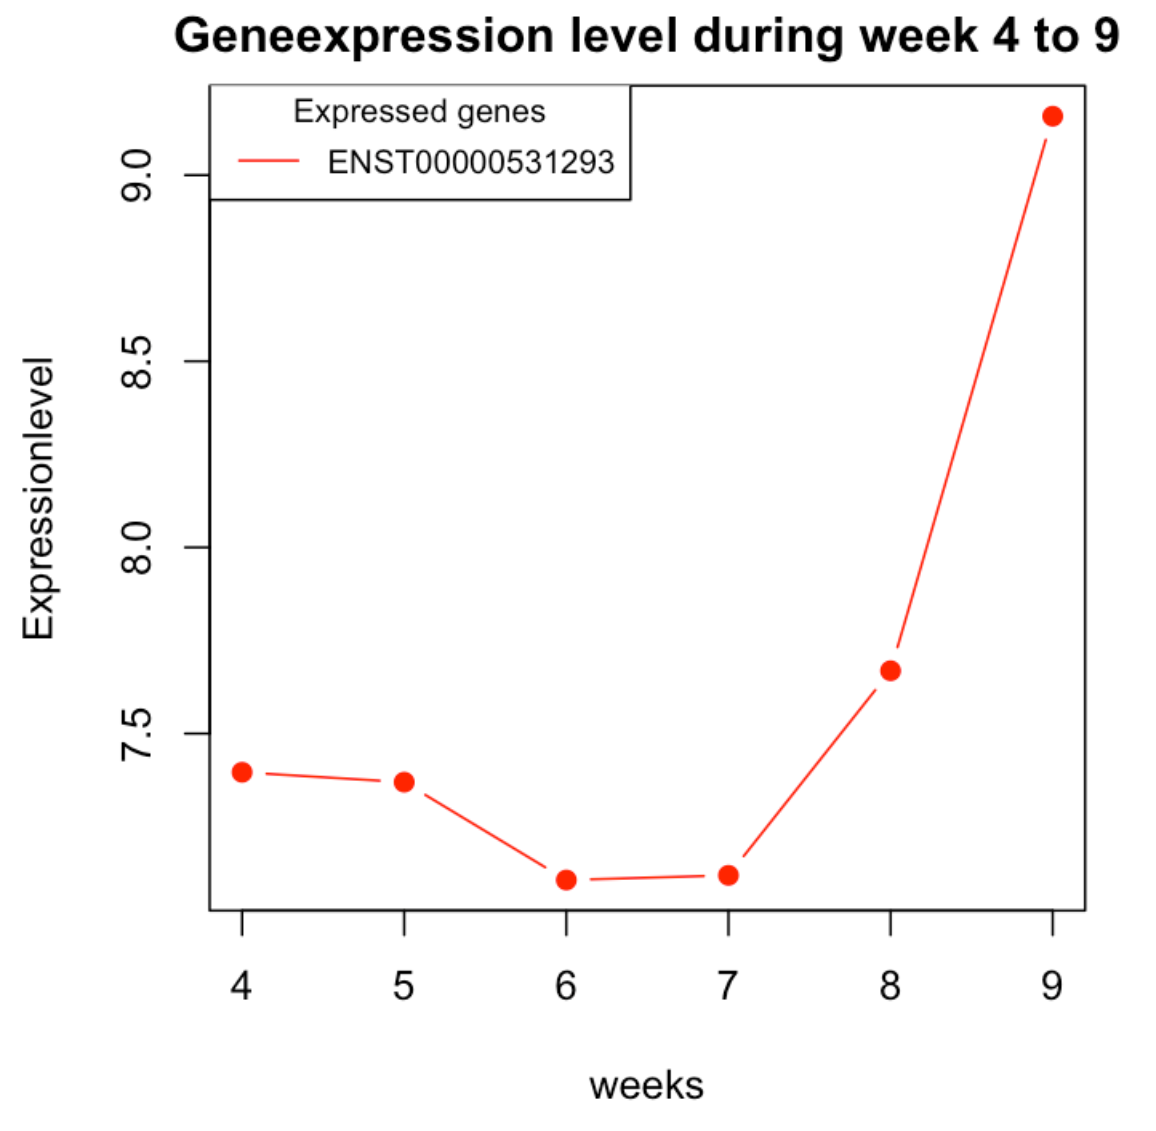 Geneexpression level during week 4 to 9
Expressed genes
ENST00000531293
Expressionlevel
9.0
8.5
8.0
7.5
4 5 6 7 8 9
weeks